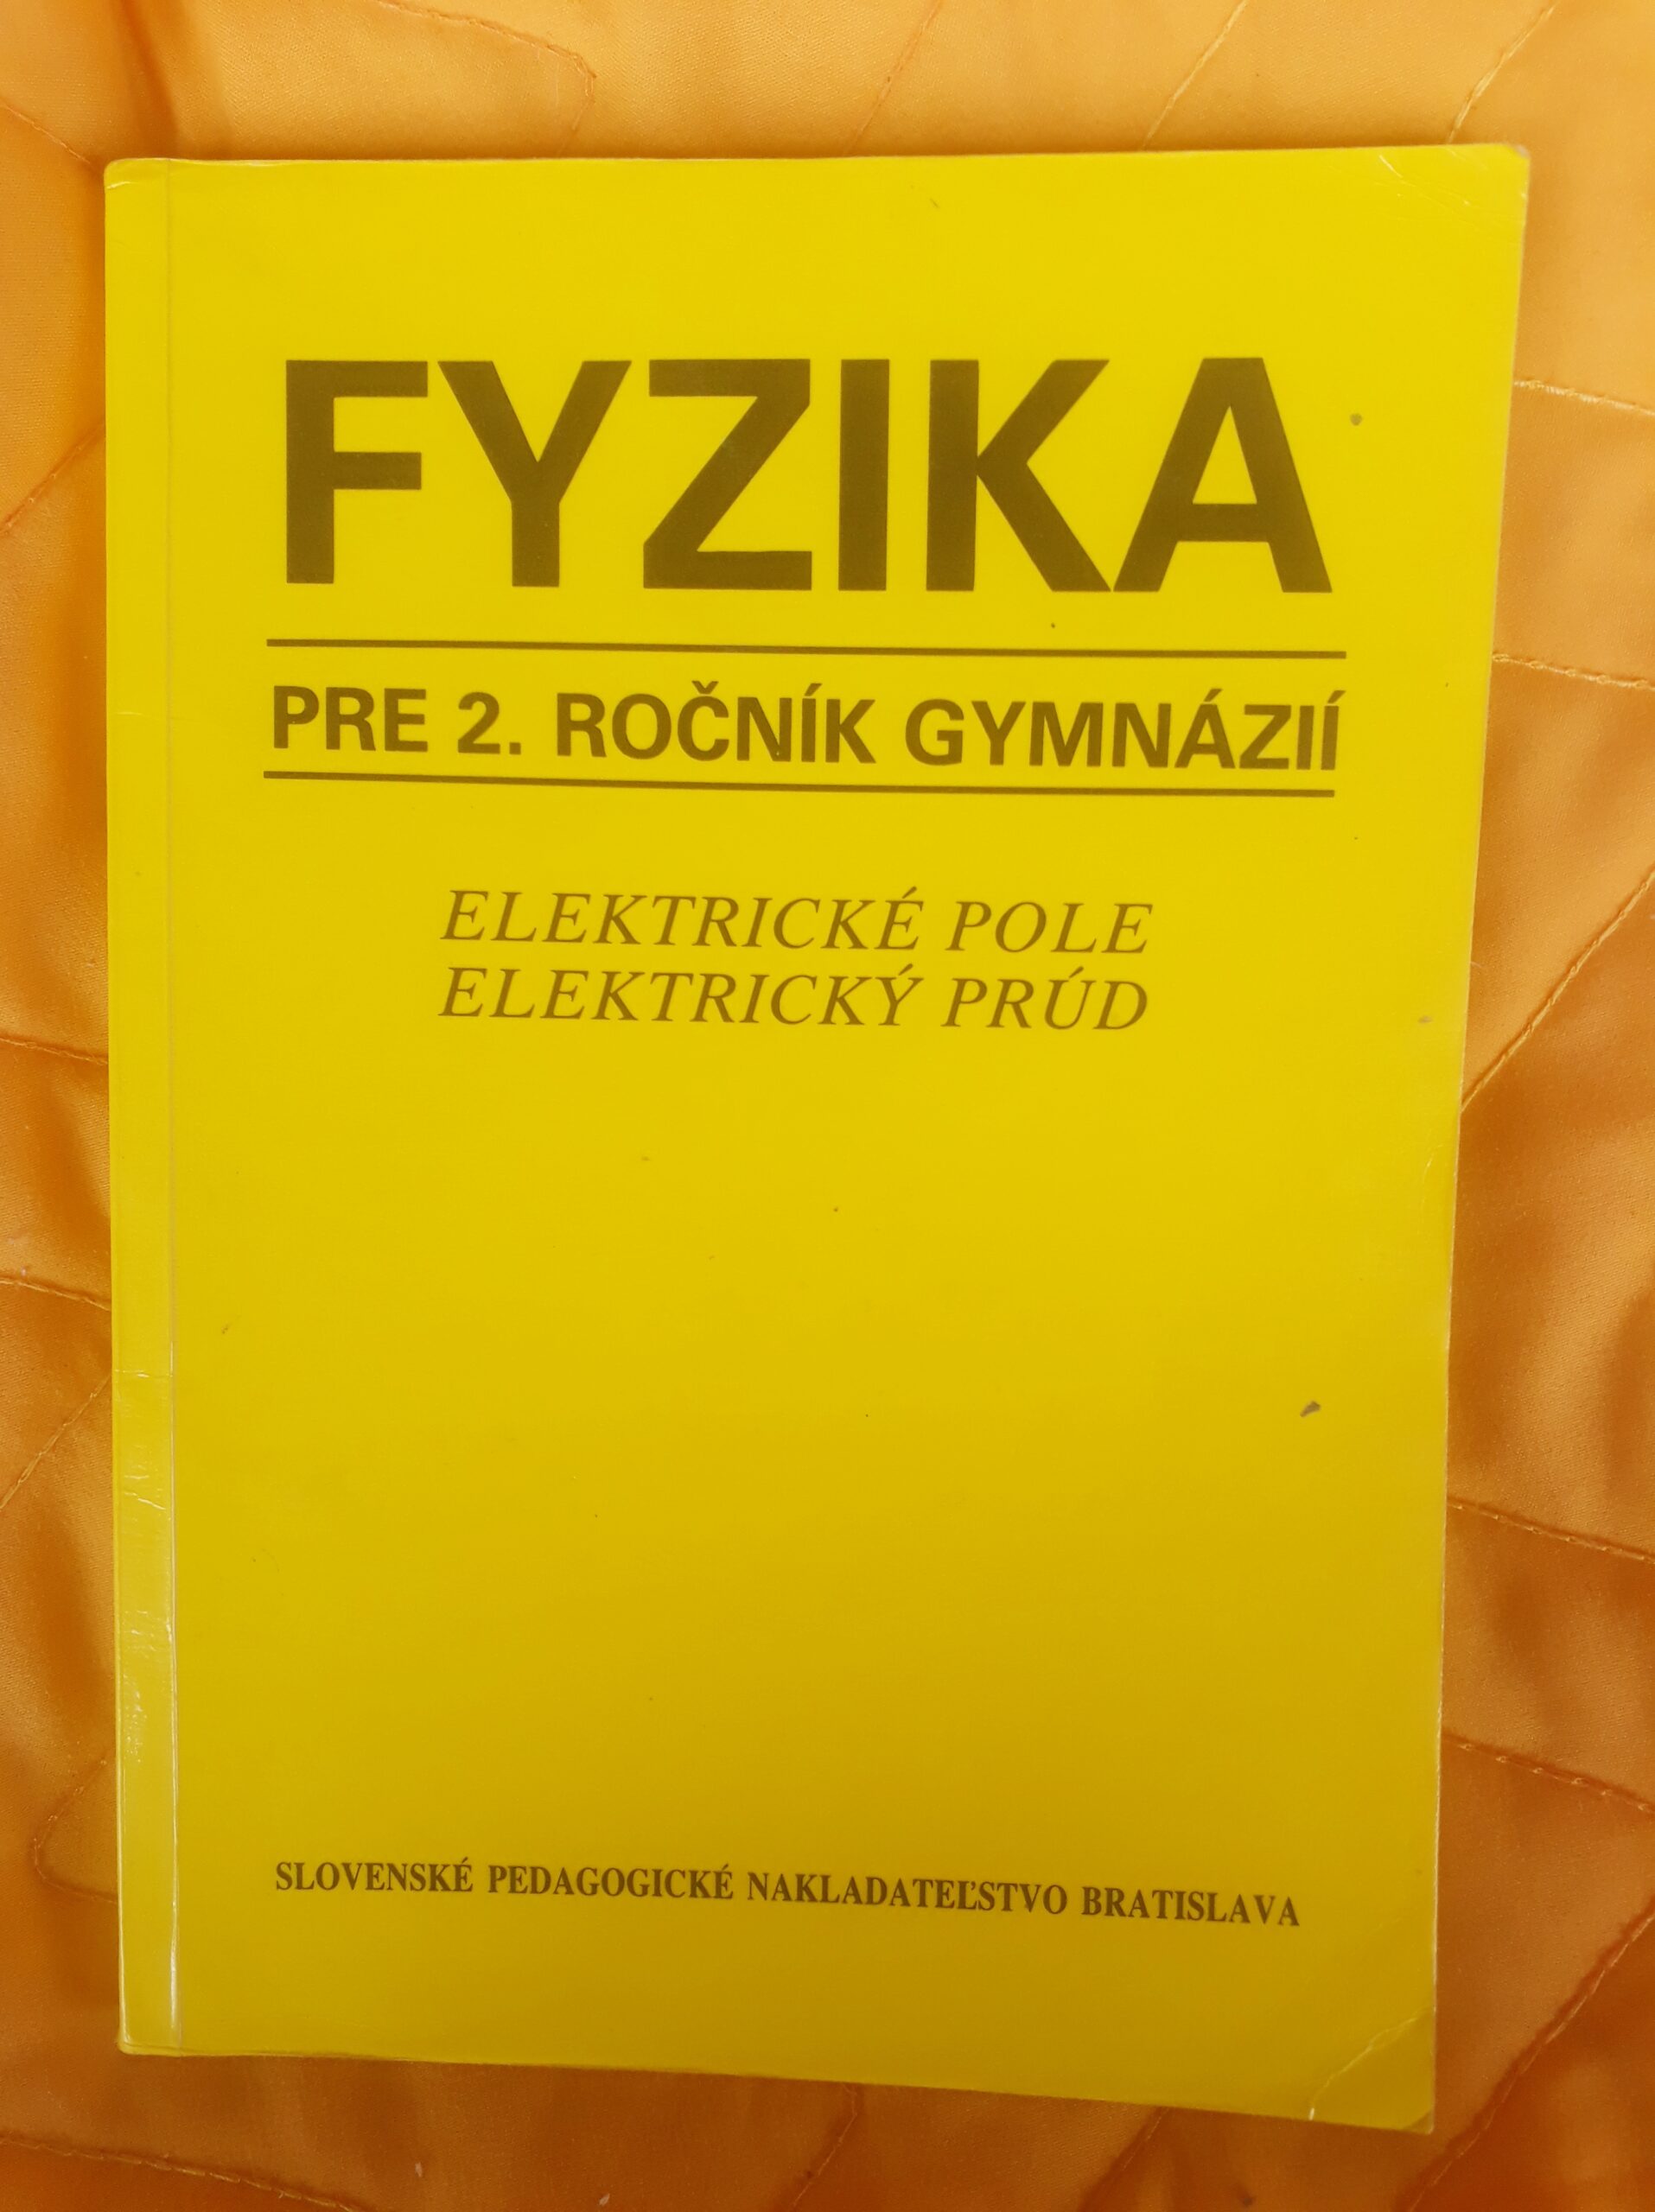 FYZIKA
PRE 2. ROČNÍK GYMNÁZIÍ
ELEKTRICKÉ POLE
ELEKTRICKÝ PRÚD
SLOVENSKÉ PEDAGOGICKÉ NAKLADATEĽSTVO BRATISLAVA